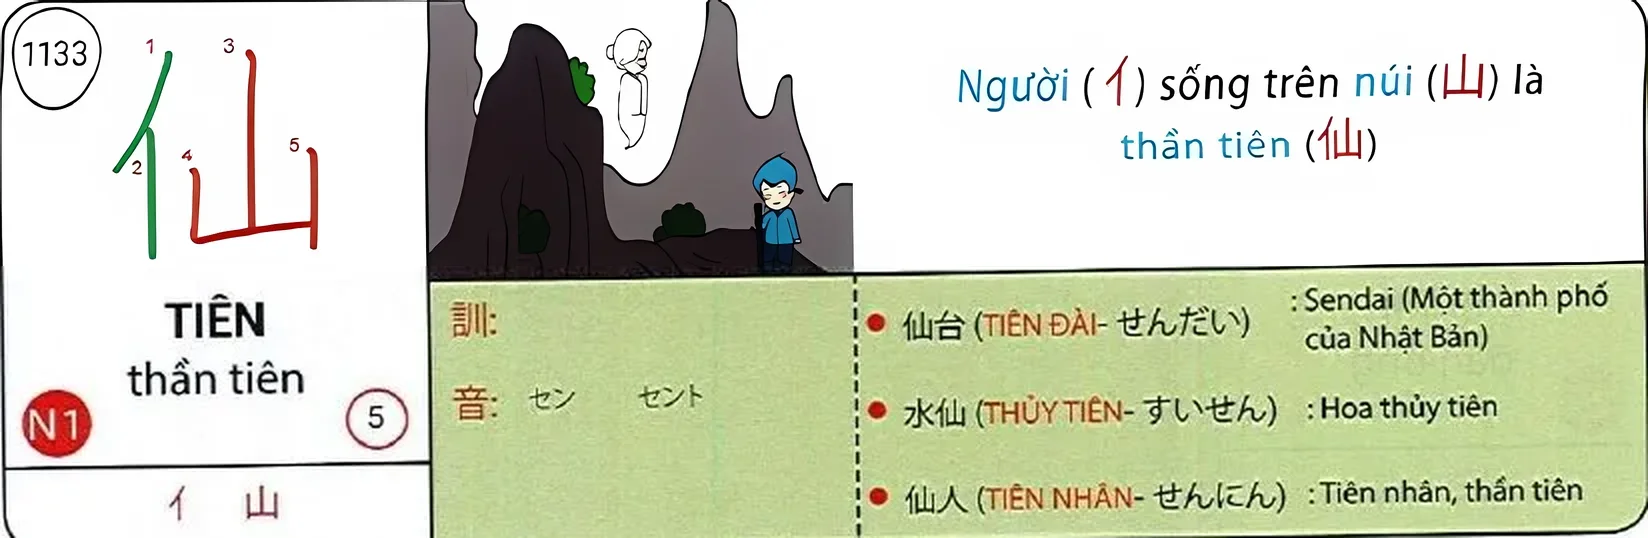 1133
1
2
3
4
5
仙
TIÊN
thần tiên
N1
5
亻 山
Người (亻) sống trên núi (山) là
thần tiên (仙)
訓:
音: セン セント
仙台 (TIÊN ĐÀI- せんだい) : Sendai (Một thành phố
của Nhật Bản)
水仙 (THỦY TIÊN- すいせん) : Hoa thủy tiên
仙人 (TIÊN NHÂN- せんにん) : Tiên nhân, thần tiên